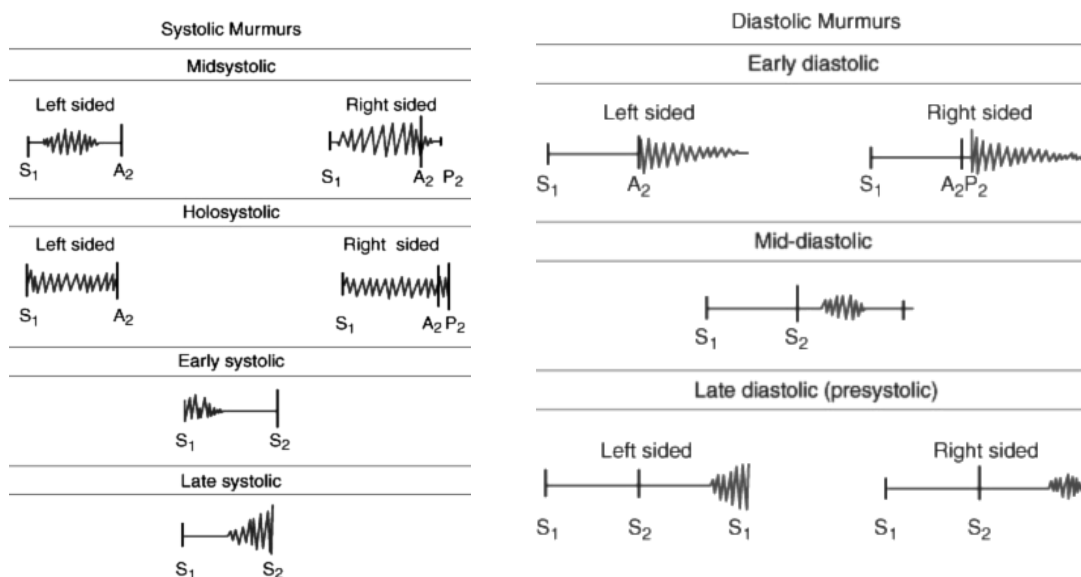 Systolic Murmurs
Midsystolic
Left sided Right sided
S₁ A₂ S₁ A₂ P₂
Holosystolic
Left sided Right sided
S₁ A₂ S₁ A₂ P₂
Early systolic
S₁ S₂
Late systolic
S₁ S₂
Diastolic Murmurs
Early diastolic
Left sided Right sided
S₁ A₂ S₁ A₂P₂
Mid-diastolic
S₁ S₂
Late diastolic (presystolic)
Left sided Right sided
S₁ S₂ S₁ S₁ S₂